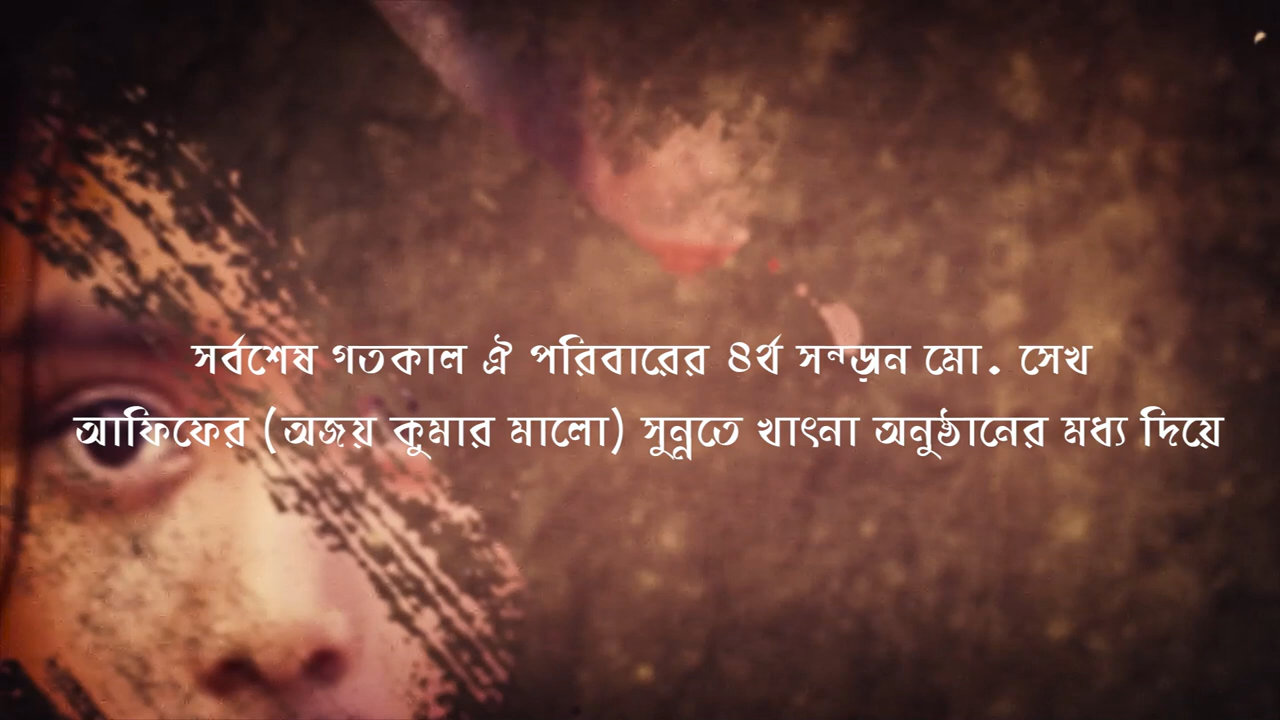 সর্বশেষ গতকাল ঐ পরিবারের ৪র্থ সন্ড়ান মো. সেখ
আফিফের (অজয় কুমার মালো) সুন্নতে খাৎনা অনুষ্ঠানের মধ্য দিয়ে